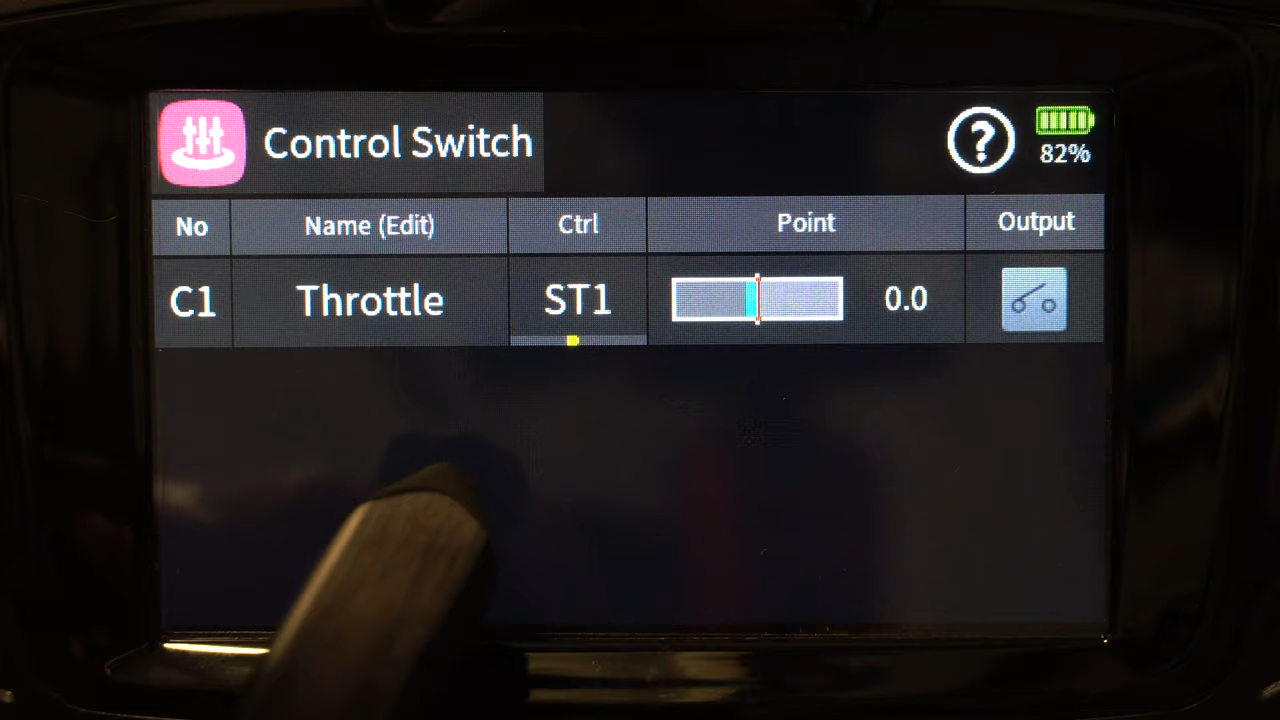 Control Switch
?
82%
No Name (Edit) Ctrl Point Output
C1 Throttle ST1 0.0